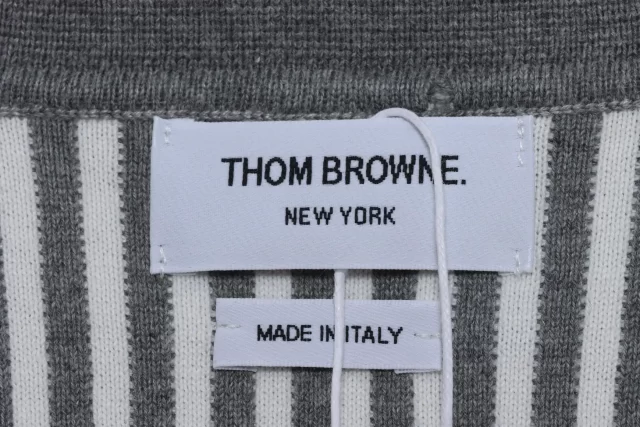 THOM BROWNE.
NEW YORK
MADE IN ITALY